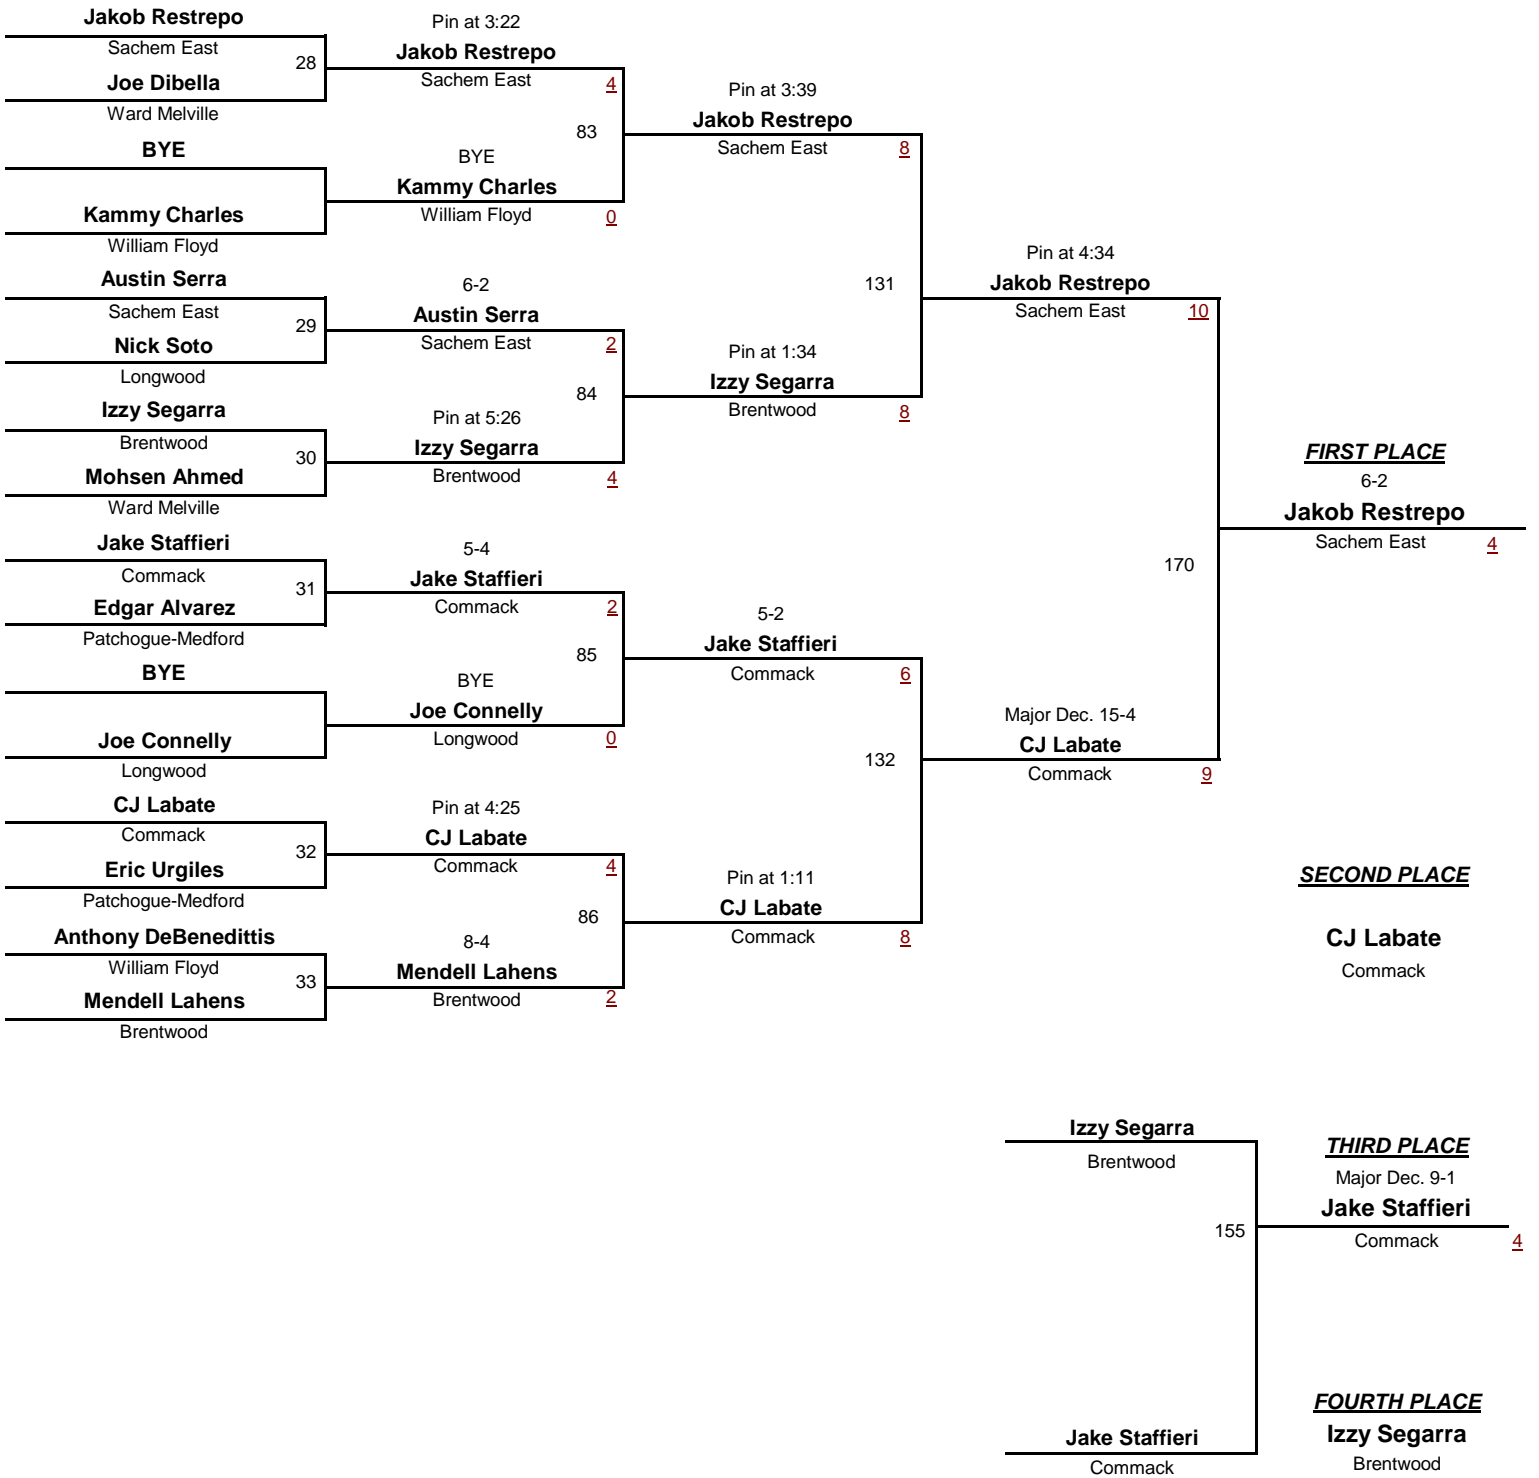 Jakob Restrepo
Sachem East
28
Joe Dibella
Ward Melville
BYE
Kammy Charles
William Floyd
Austin Serra
Sachem East
29
Nick Soto
Longwood
Izzy Segarra
Brentwood
30
Mohsen Ahmed
Ward Melville
Jake Staffieri
Commack
31
Edgar Alvarez
Patchogue-Medford
BYE
Joe Connelly
Longwood
CJ Labate
Commack
32
Eric Urgiles
Patchogue-Medford
Anthony DeBenedittis
William Floyd
33
Mendell Lahens
Brentwood
Pin at 3:22
Jakob Restrepo
Sachem East
4
83
BYE
Kammy Charles
William Floyd
0
6-2
Austin Serra
Sachem East
2
84
Pin at 5:26
Izzy Segarra
Brentwood
4
5-4
Jake Staffieri
Commack
2
85
BYE
Joe Connelly
Longwood
0
Pin at 4:25
CJ Labate
Commack
4
86
8-4
Mendell Lahens
Brentwood
2
Pin at 3:39
Jakob Restrepo
Sachem East
8
131
Pin at 1:34
Izzy Segarra
Brentwood
8
5-2
Jake Staffieri
Commack
6
132
Pin at 1:11
CJ Labate
Commack
8
Pin at 4:34
Jakob Restrepo
Sachem East
10
170
Major Dec. 15-4
CJ Labate
Commack
9
FIRST PLACE
6-2
Jakob Restrepo
Sachem East
4
SECOND PLACE
CJ Labate
Commack
Izzy Segarra
Brentwood
155
Jake Staffieri
Commack
THIRD PLACE
Major Dec. 9-1
Jake Staffieri
Commack
4
FOURTH PLACE
Izzy Segarra
Brentwood